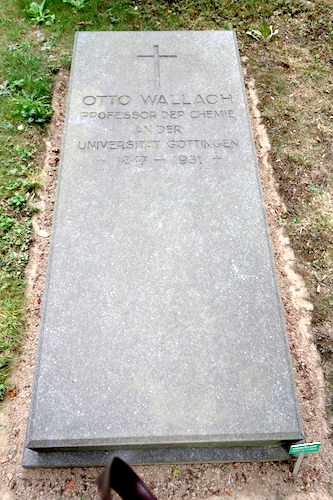 OTTO WALLACH
PROFESSOR DER CHEMIE
AN DER
UNIVERSITÄT GÖTTINGEN
* 1847 — 1931 +